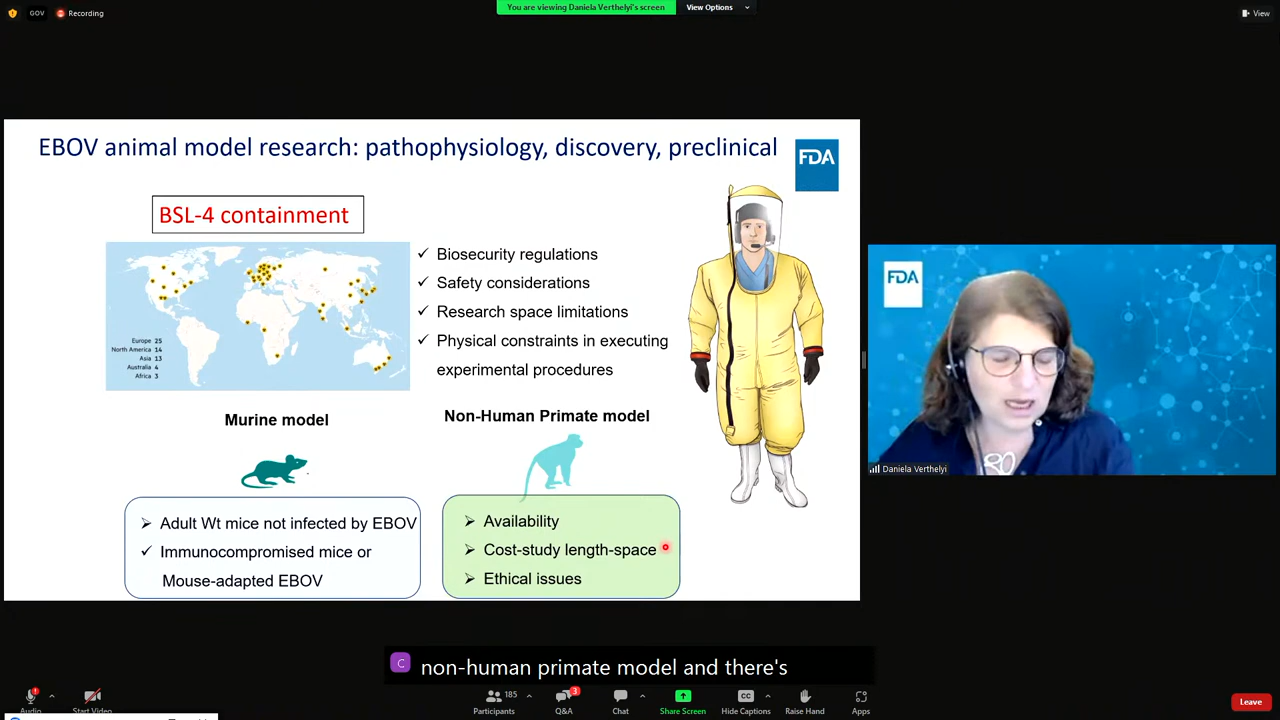 GOV
Recording
You are viewing Daniela Verthelyi's screen
View Options
View
EBOV animal model research: pathophysiology, discovery, preclinical
FDA
BSL-4 containment
Europe 25
North America 14
Asia 13
Australia 4
Africa 3
✓ Biosecurity regulations
✓ Safety considerations
✓ Research space limitations
✓ Physical constraints in executing
experimental procedures
Murine model
Non-Human Primate model
➢ Adult Wt mice not infected by EBOV
✓ Immunocompromised mice or
Mouse-adapted EBOV
➢ Availability
➢ Cost-study length-space
➢ Ethical issues
FDA
Daniela Verthelyi
C
non-human primate model and there's
Audio
Start Video
185
Participants
3
Q&A
Chat
Share Screen
CC
Hide Captions
Raise Hand
Apps
Leave